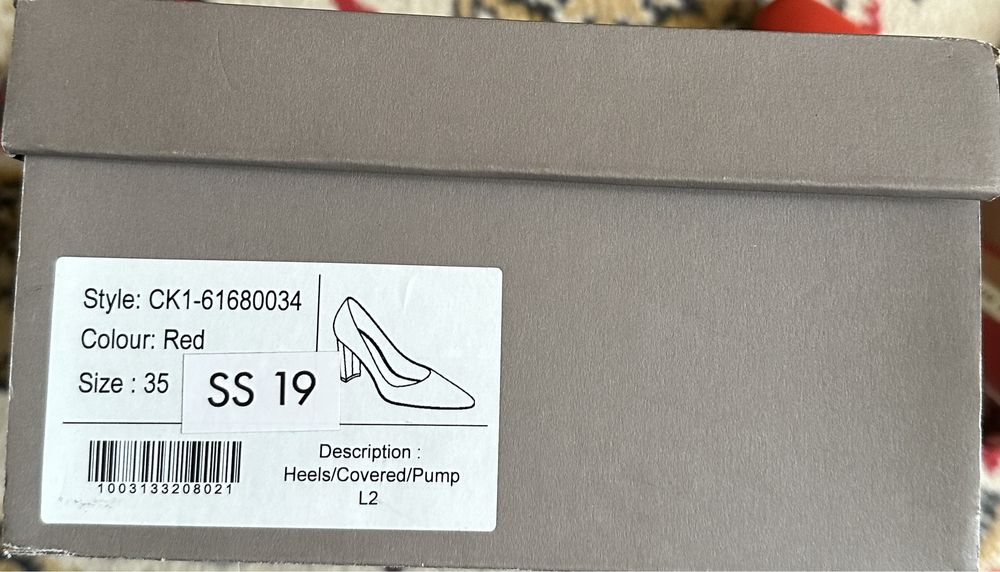 Style: CK1-61680034
Colour: Red
Size : 35
SS 19
1003133208021
Description :
Heels/Covered/Pump
L2